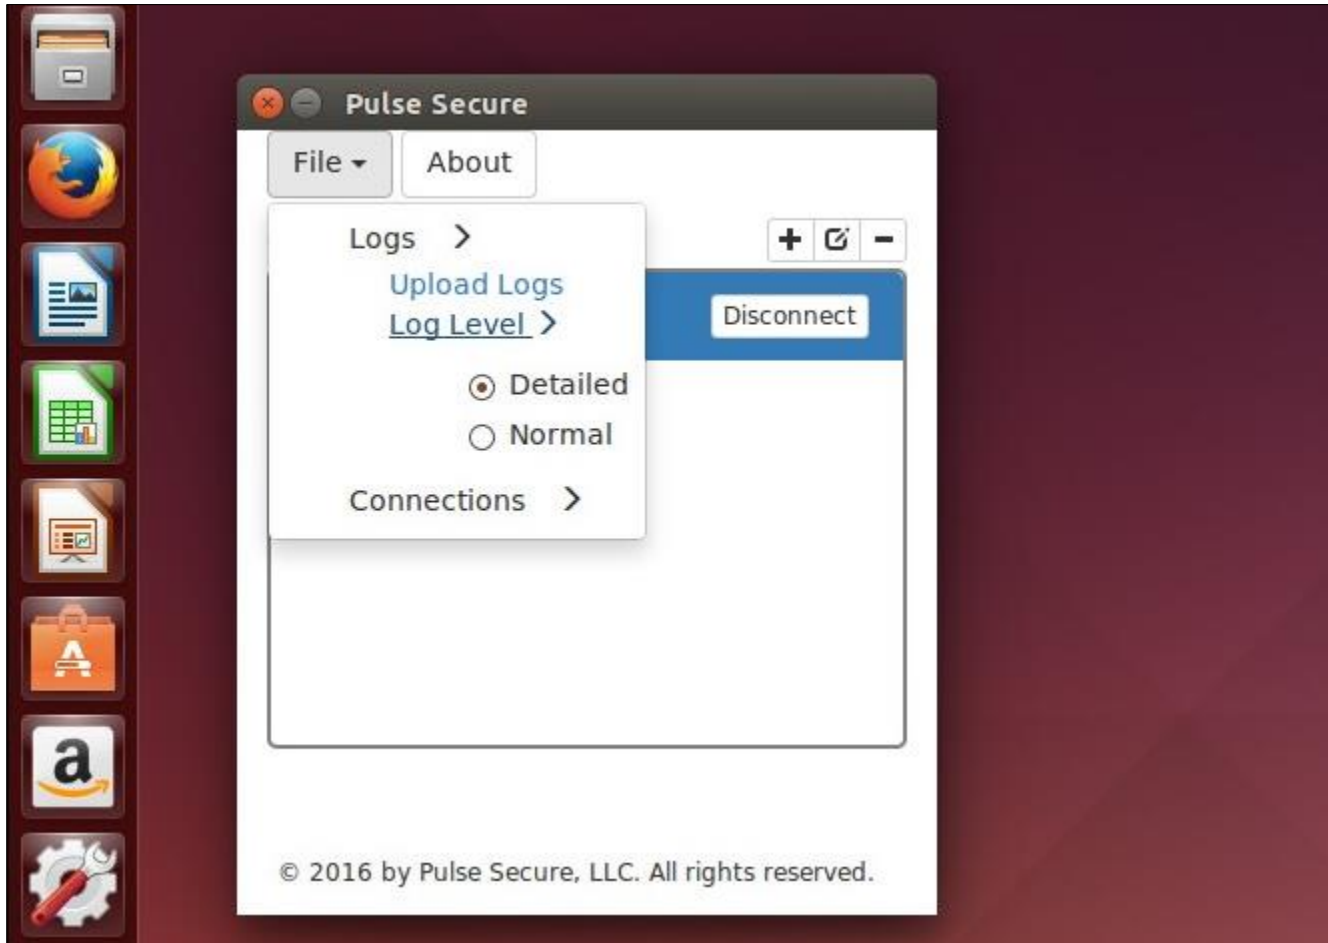 Pulse Secure
File About
Logs
Upload Logs
Log Level
Disconnect
Detailed
Normal
Connections
© 2016 by Pulse Secure, LLC. All rights reserved.